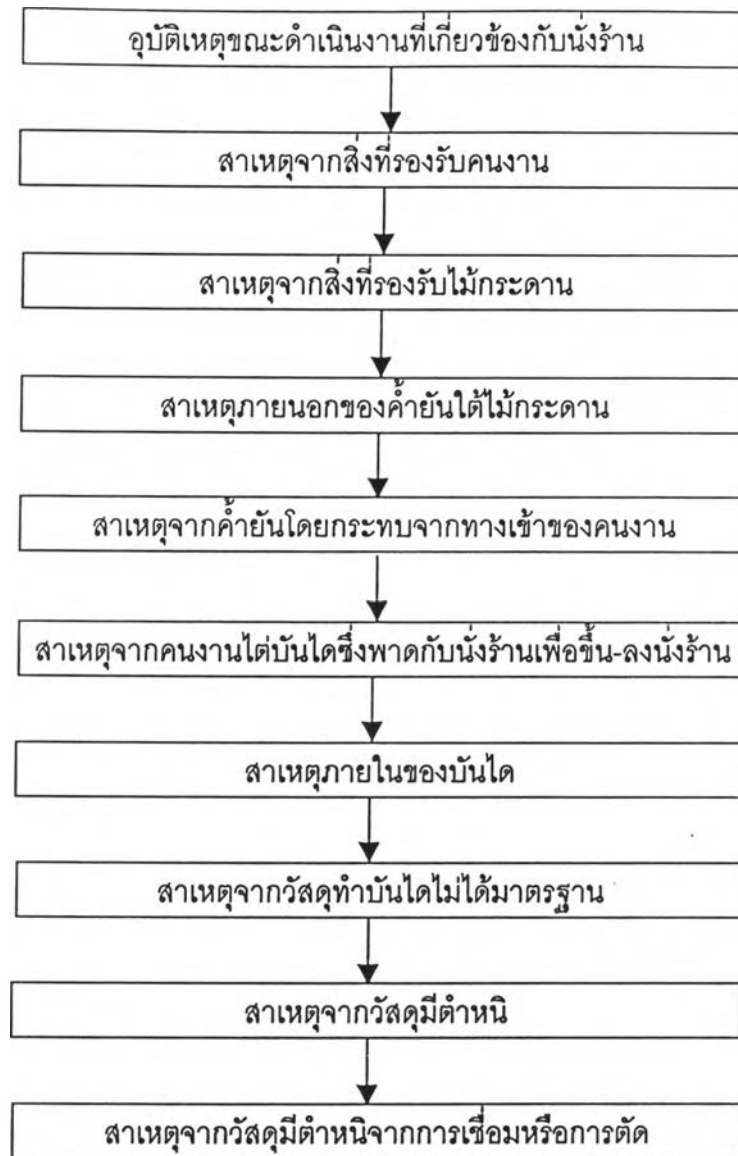 อุบัติเหตุขณะดำเนินงานที่เกี่ยวข้องกับนั่งร้าน
สาเหตุจากสิ่งที่รองรับคนงาน
สาเหตุจากสิ่งที่รองรับไม้กระดาน
สาเหตุภายนอกของค้ำยันใต้ไม้กระดาน
สาเหตุจากค้ำยันโดยกระทบจากทางเข้าของคนงาน
สาเหตุจากคนงานไต่บันไดซึ่งพาดกับนั่งร้านเพื่อขึ้น-ลงนั่งร้าน
สาเหตุภายในของบันได
สาเหตุจากวัสดุทำบันไดไม่ได้มาตรฐาน
สาเหตุจากวัสดุมีตำหนิ
สาเหตุจากวัสดุมีตำหนิจากการเชื่อมหรือการตัด